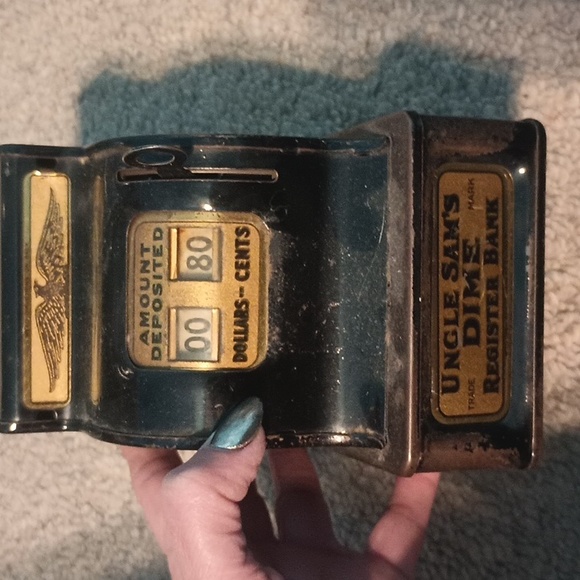 AMOUNT
DEPOSITED
00 80
DOLLARS-- CENTS
UNCLE SAM'S
TRADE DIME MARK
REGISTER BANK